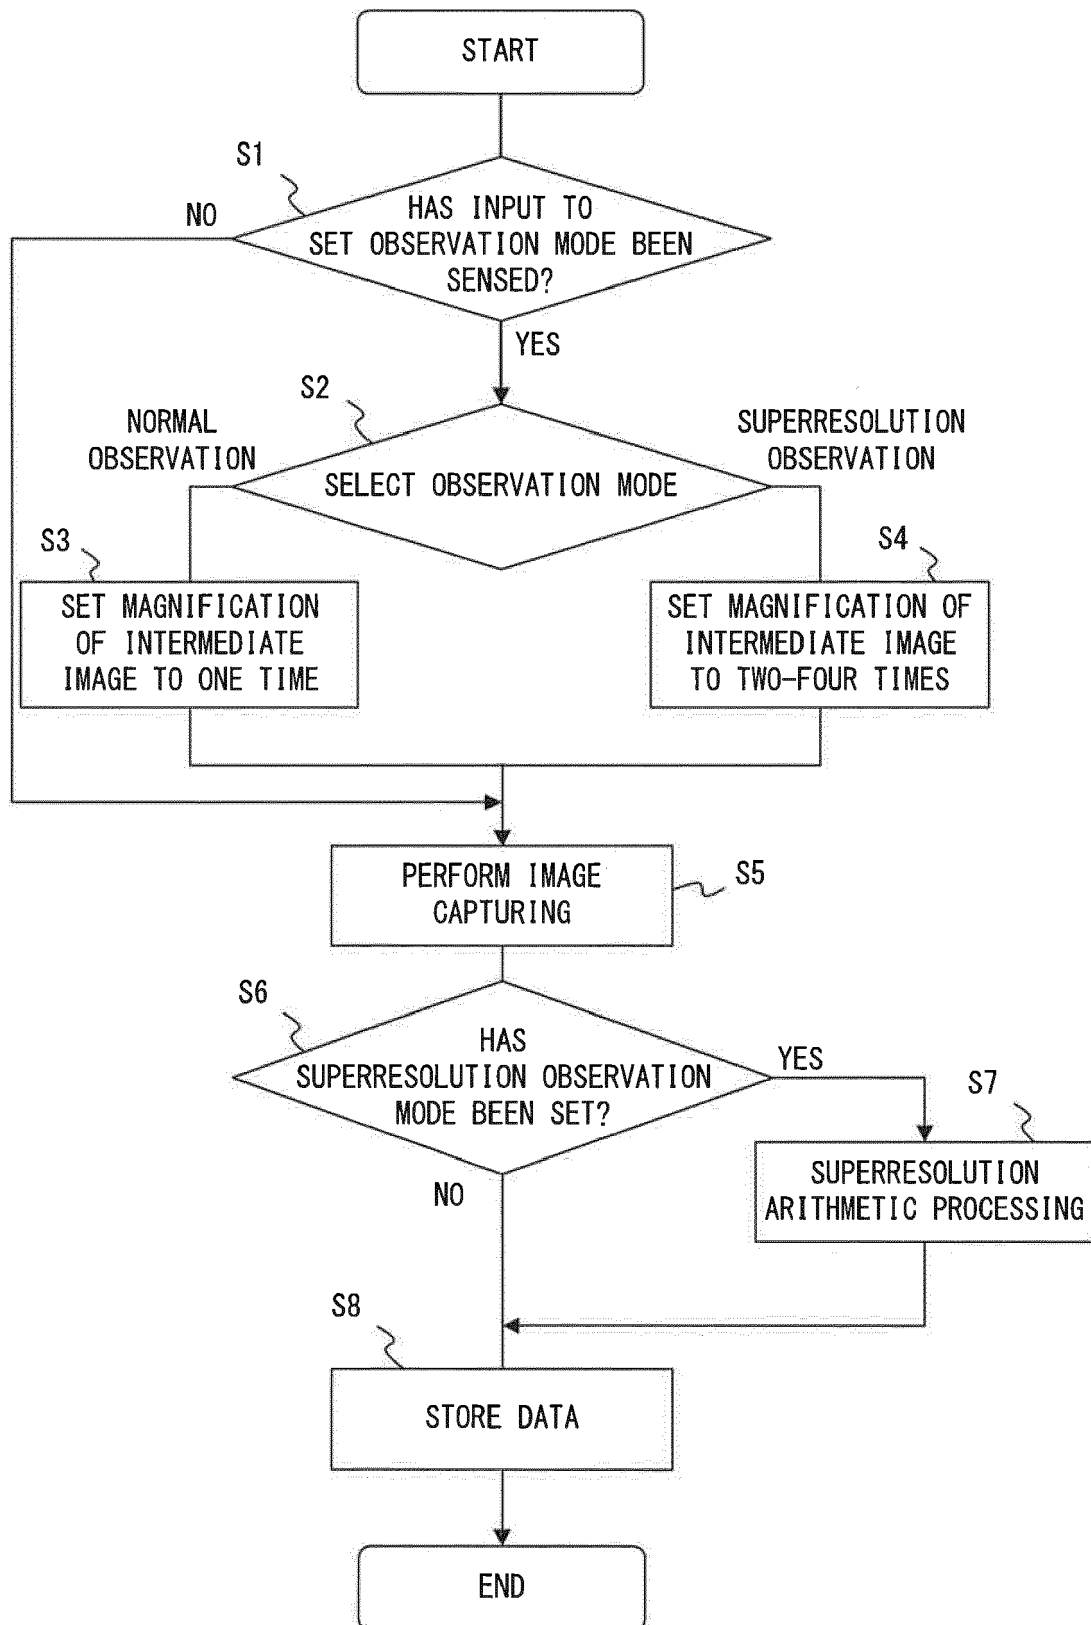 START
S1
NO
HAS INPUT TO
SET OBSERVATION MODE BEEN
SENSED?
YES
S2
NORMAL
OBSERVATION
SUPERRESOLUTION
OBSERVATION
SELECT OBSERVATION MODE
S3
S4
SET MAGNIFICATION
OF INTERMEDIATE
IMAGE TO ONE TIME
SET MAGNIFICATION OF
INTERMEDIATE IMAGE
TO TWO-FOUR TIMES
PERFORM IMAGE
CAPTURING
S5
S6
HAS
SUPERRESOLUTION OBSERVATION
MODE BEEN SET?
YES
S7
NO
SUPERRESOLUTION
ARITHMETIC PROCESSING
S8
STORE DATA
END